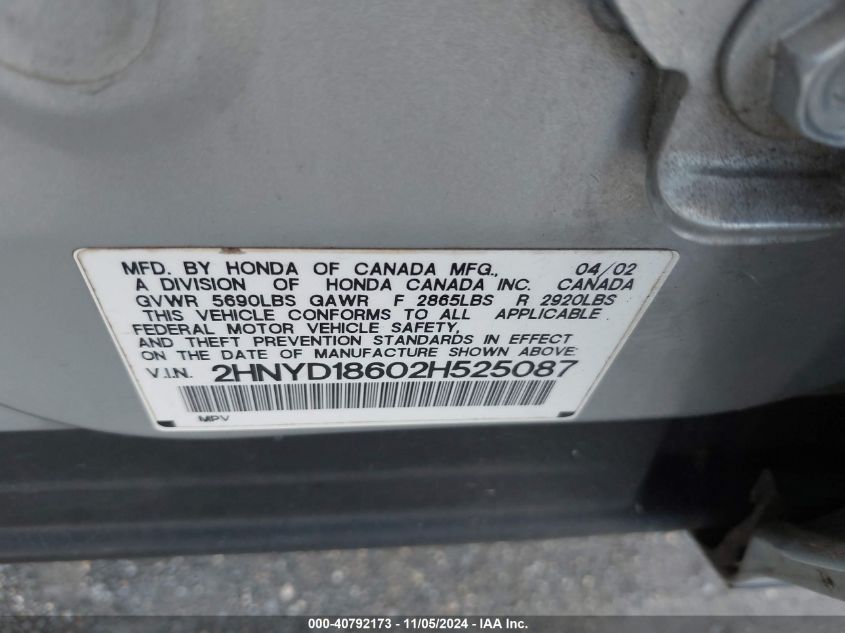 MFD. BY HONDA OF CANADA MFG., 04/02
A DIVISION OF HONDA CANADA INC. CANADA
GVWR 5690LBS GAWR F 2865LBS R 2920LBS
THIS VEHICLE CONFORMS TO ALL APPLICABLE
FEDERAL MOTOR VEHICLE SAFETY,
AND THEFT PREVENTION STANDARDS IN EFFECT
ON THE DATE OF MANUFACTURE SHOWN ABOVE.
V.I.N. 2HNYD18602H525087
MPV
000-40792173 - 11/05/2024 - IAA Inc.